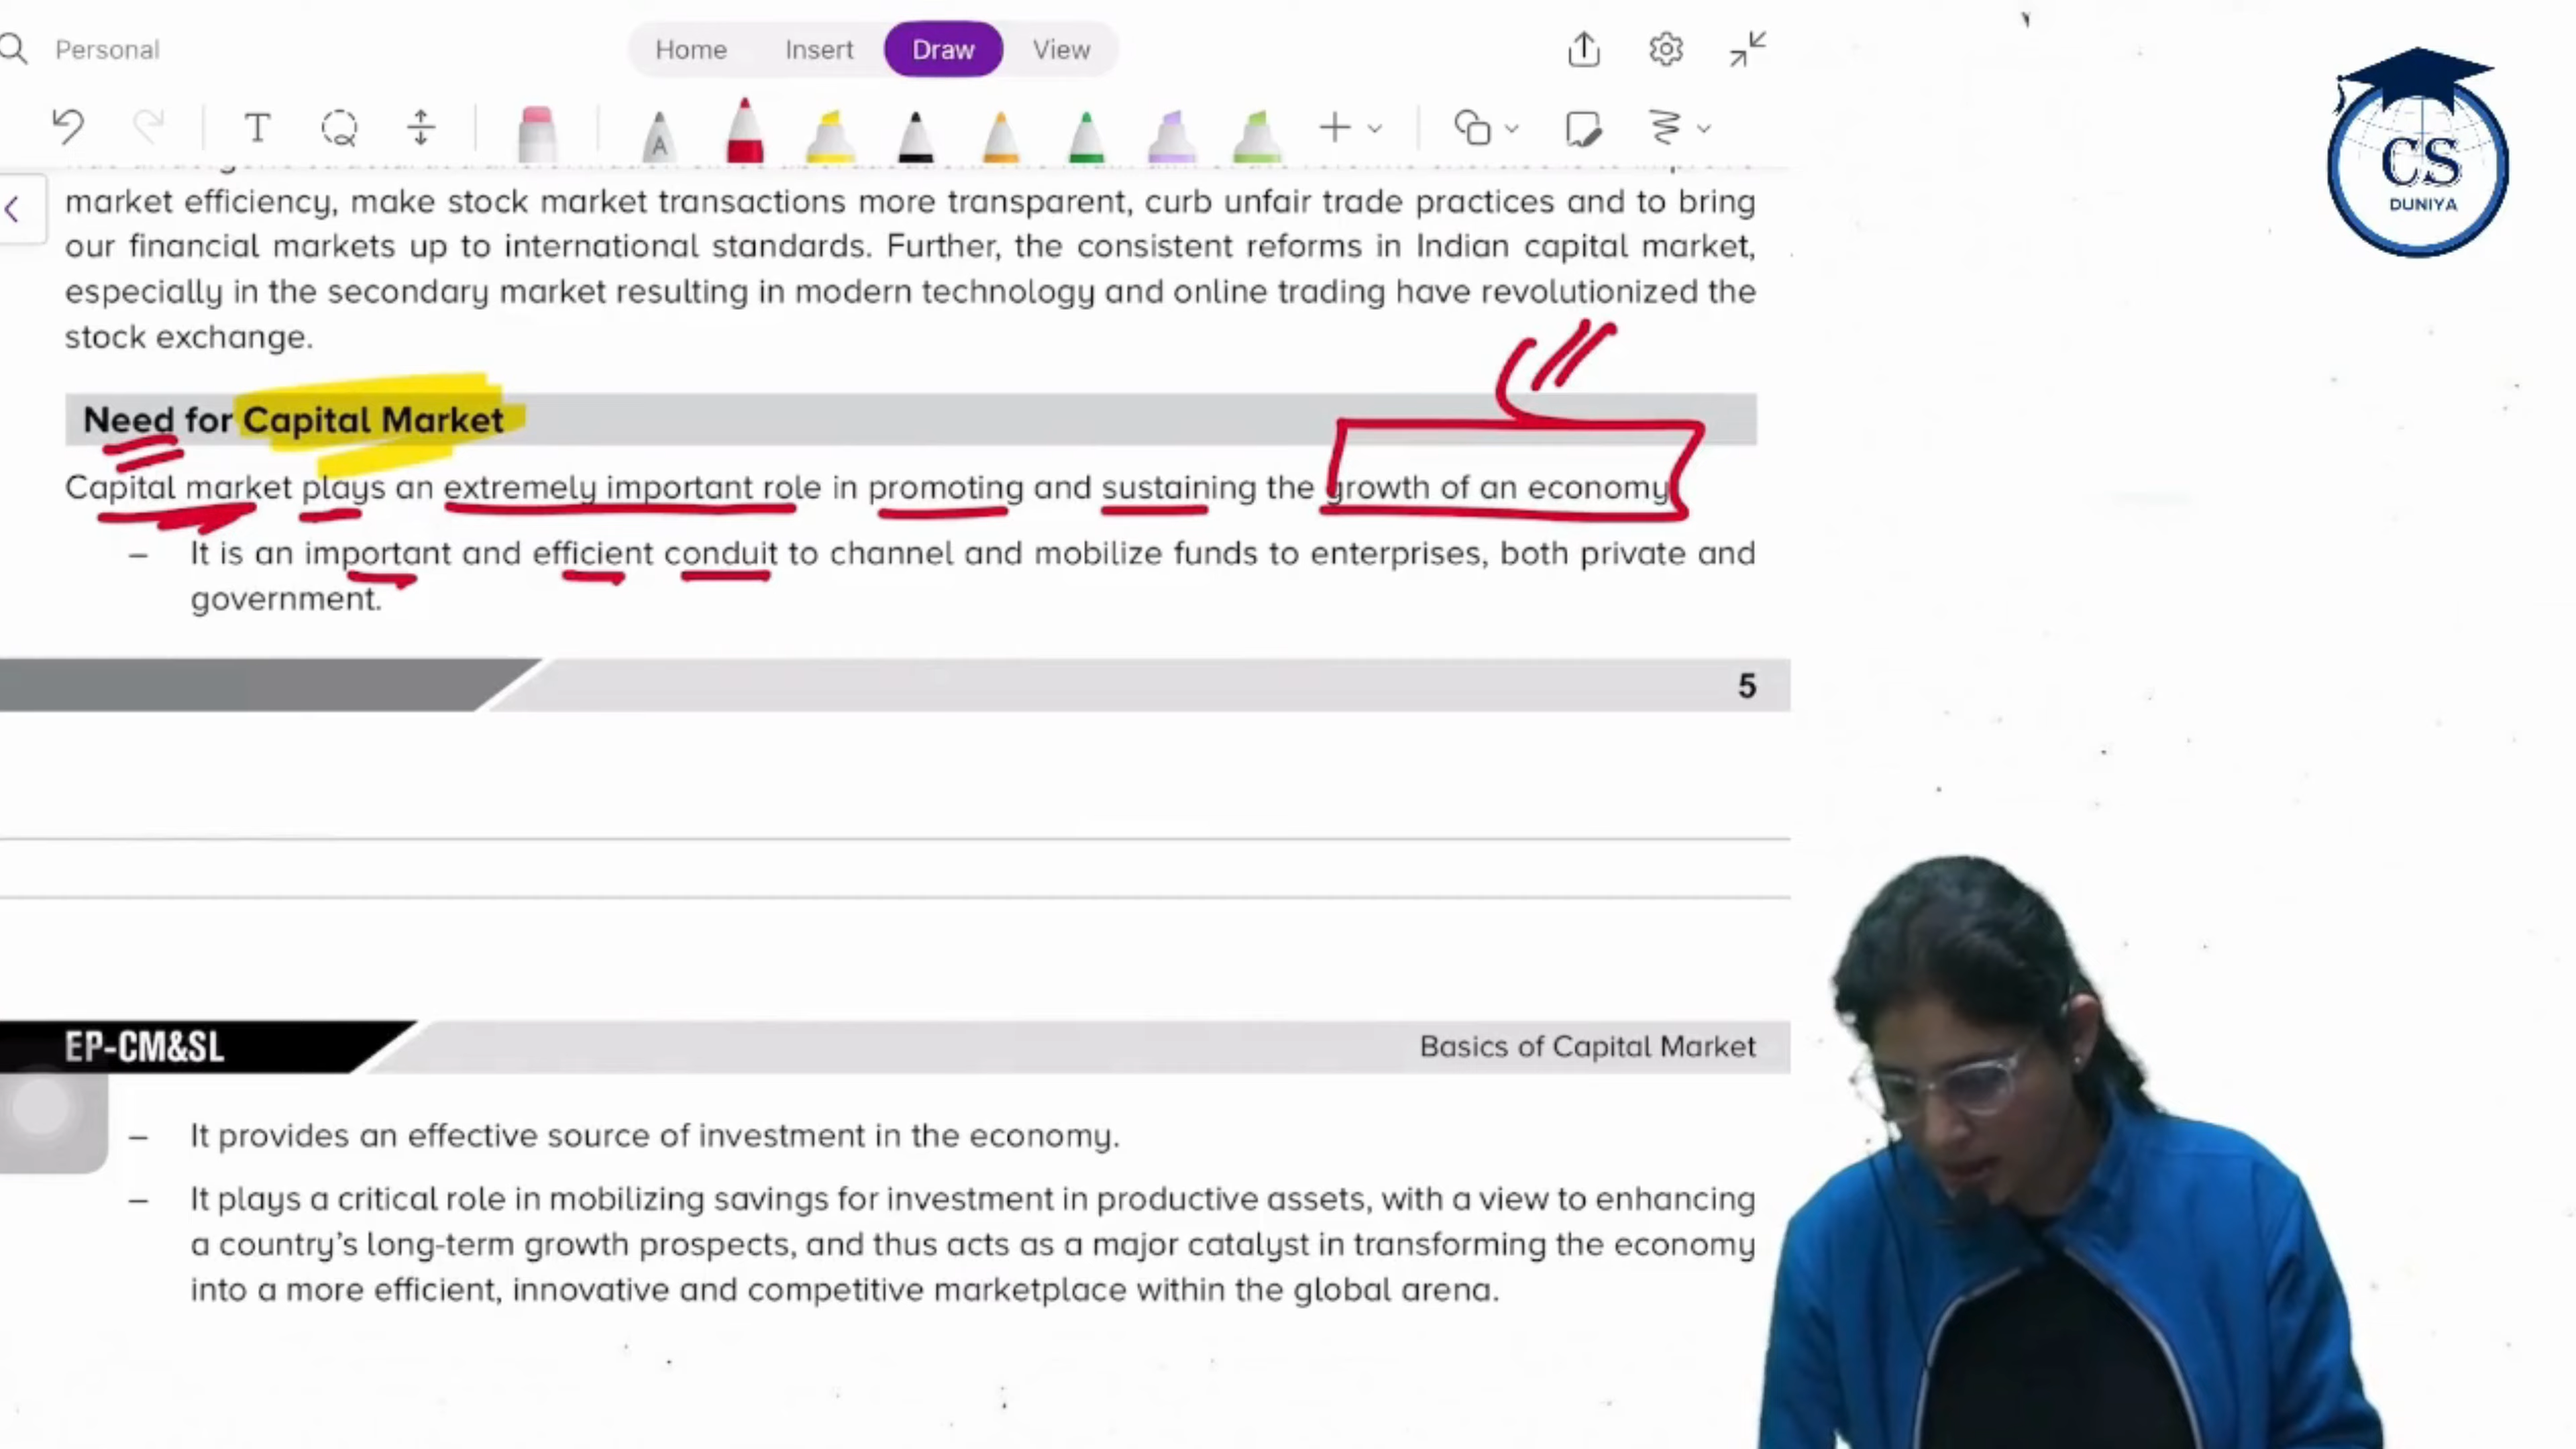 Personal
Home Insert Draw View
T
A
market efficiency, make stock market transactions more transparent, curb unfair trade practices and to bring
our financial markets up to international standards. Further, the consistent reforms in Indian capital market,
especially in the secondary market resulting in modern technology and online trading have revolutionized the
stock exchange.
CS
DUNIYA
Need for Capital Market
Capital market plays an extremely important role in promoting and sustaining the growth of an economy
– It is an important and efficient conduit to channel and mobilize funds to enterprises, both private and
government.
5
EP-CM&SL
Basics of Capital Market
– It provides an effective source of investment in the economy.
– It plays a critical role in mobilizing savings for investment in productive assets, with a view to enhancing
a country's long-term growth prospects, and thus acts as a major catalyst in transforming the economy
into a more efficient, innovative and competitive marketplace within the global arena.